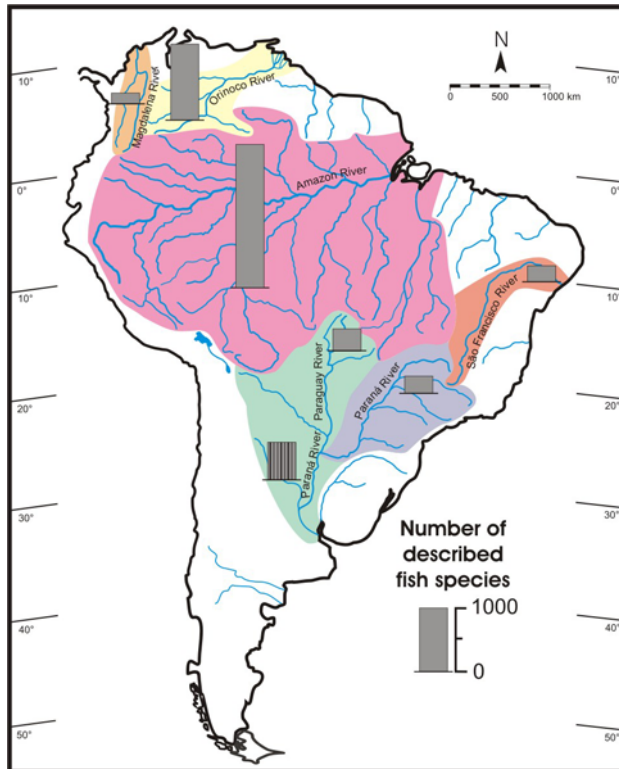 N
0 500 1000 km
10°
10°
Magdalena River
Orinoco River
Amazon River
0°
0°
10°
10°
São Francisco River
Paraguay River
Paraná River
20°
20°
Paraná River
30°
30°
Number of
described
fish species
1000
0
40°
40°
50°
50°